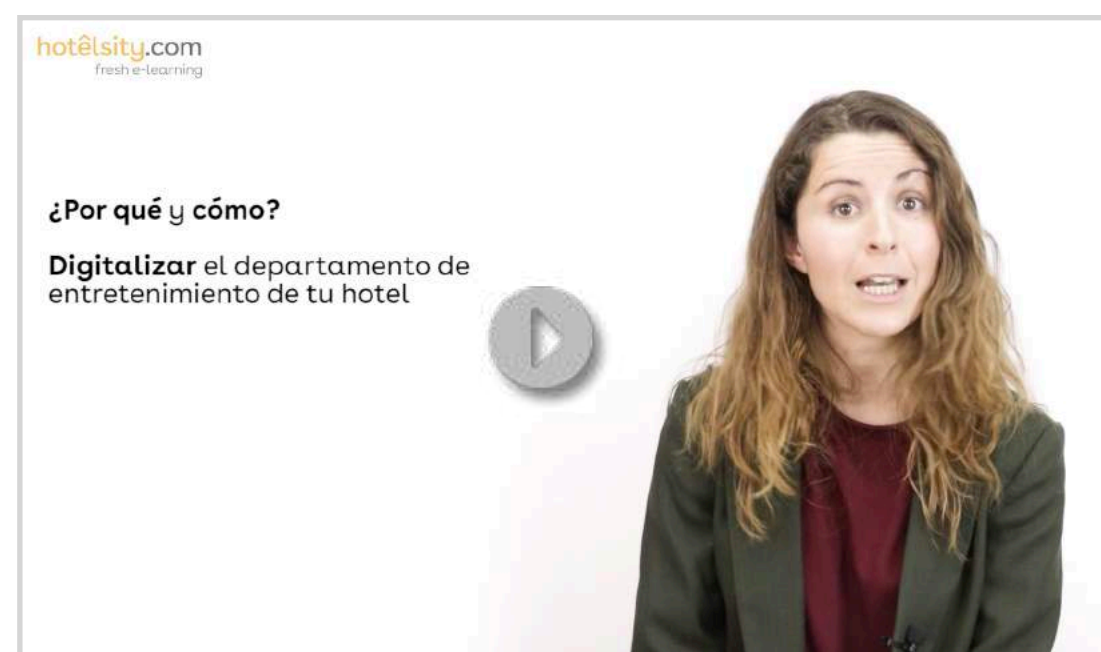 hotêlsity.com
fresh e-learning
¿Por qué y cómo?
Digitalizar el departamento de
entretenimiento de tu hotel